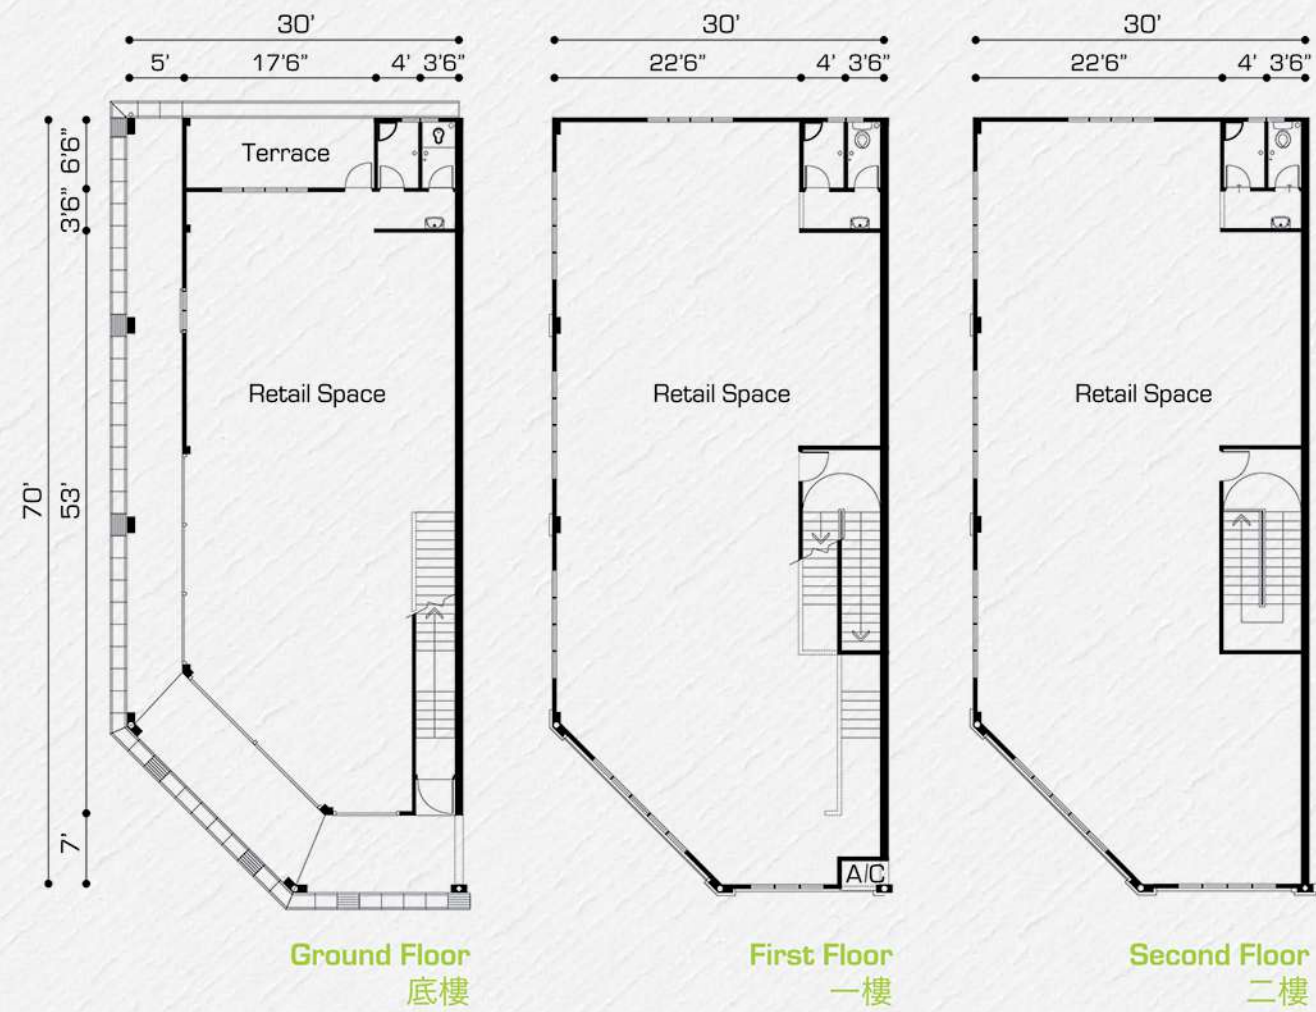 30'
5' 17'6" 4' 3'6"
30'
22'6" 4' 3'6"
30'
22'6" 4' 3'6"
70'
6'6"
3'6"
53'
7'
Terrace
Retail Space
Retail Space
Retail Space
A/C
Ground Floor
底樓
First Floor
一樓
Second Floor
二樓